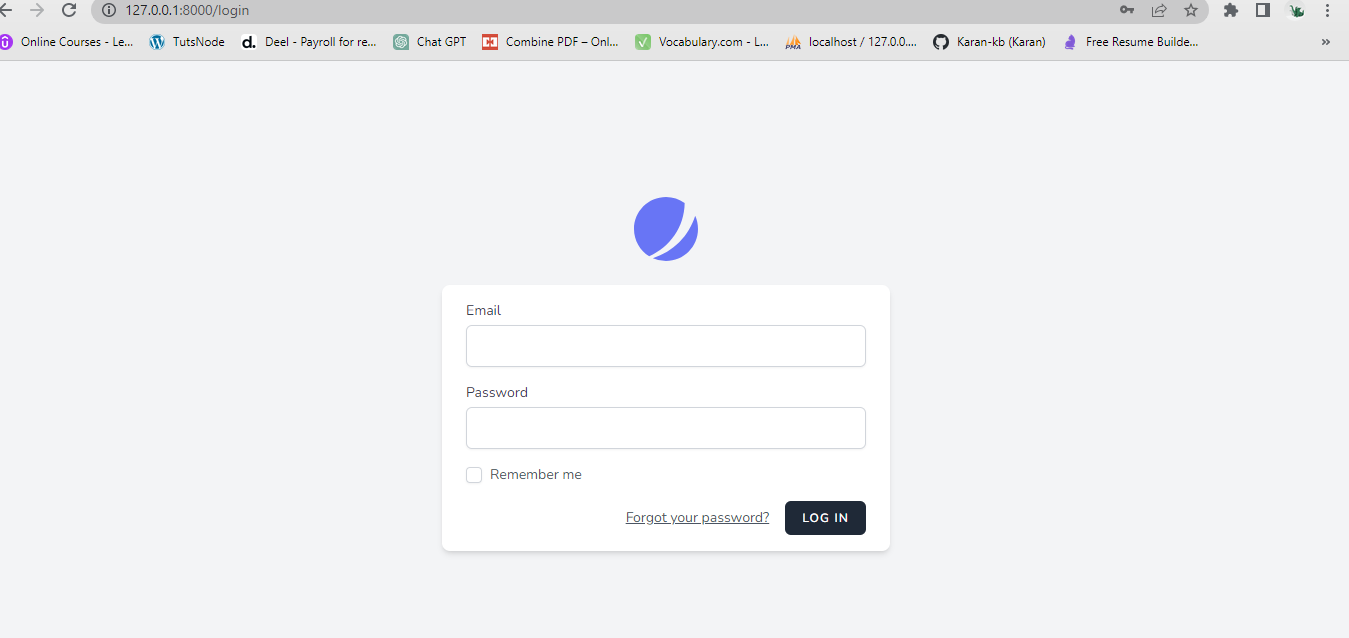 127.0.0.1:8000/login
Online Courses - Le... TutsNode d. Deel - Payroll for re... Chat GPT Combine PDF – Onl... Vocabulary.com - L... PMA localhost / 127.0.0.... Karan-kb (Karan) Free Resume Builde... »
Email
Password
Remember me
Forgot your password? LOG IN